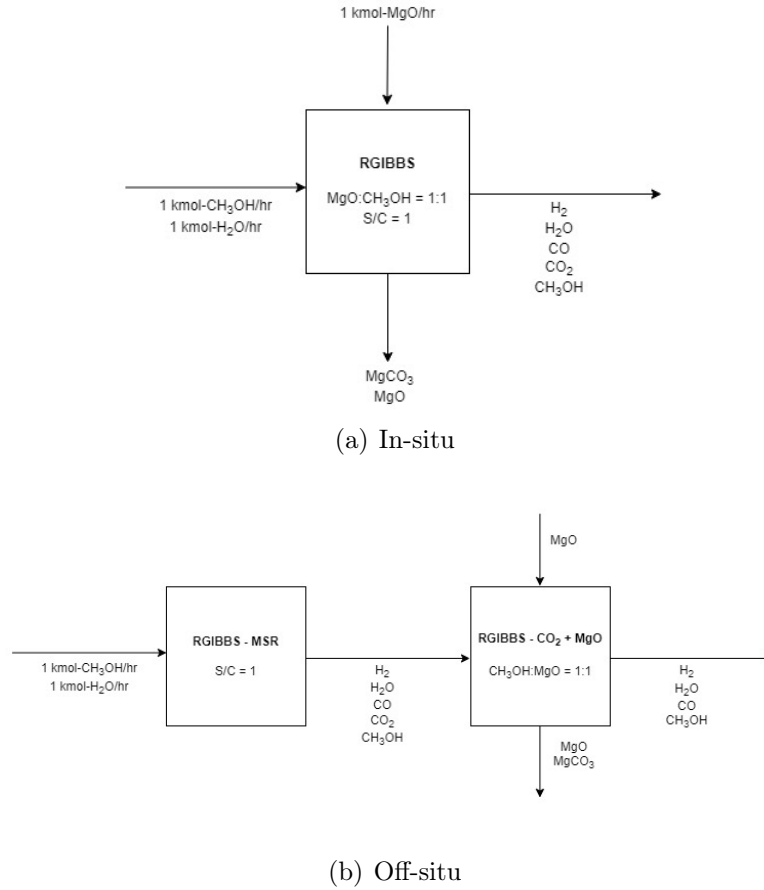 1 kmol-MgO/hr
RGIBBS
MgO:CH₃OH = 1:1
S/C = 1
1 kmol-CH₃OH/hr
1 kmol-H₂O/hr
H₂
H₂O
CO
CO₂
CH₃OH
MgCO₃
MgO
(a) In-situ
MgO
RGIBBS - MSR
S/C = 1
1 kmol-CH₃OH/hr
1 kmol-H₂O/hr
H₂
H₂O
CO
CO₂
CH₃OH
RGIBBS - CO₂ + MgO
CH₃OH:MgO = 1:1
H₂
H₂O
CO
CH₃OH
MgO
MgCO₃
(b) Off-situ